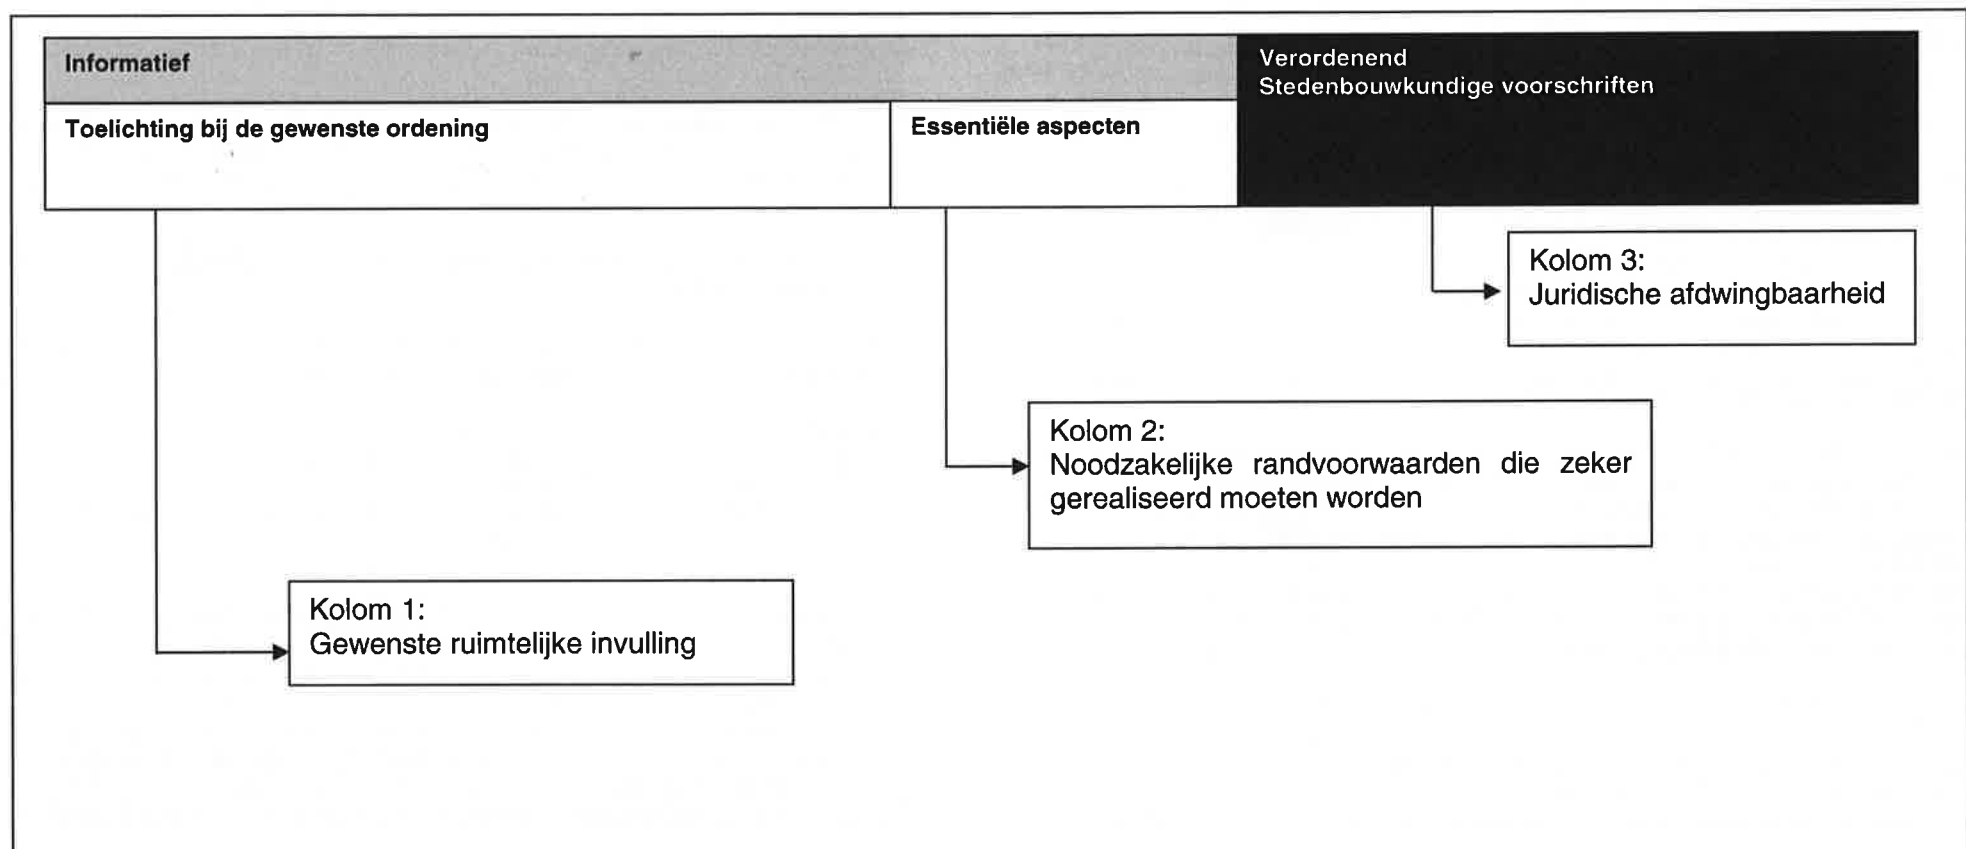 Informatief
Verordenend
Stedenbouwkundige voorschriften
Toelichting bij de gewenste ordening
Essentiële aspecten
Kolom 3:
Juridische afdwingbaarheid
Kolom 2:
Noodzakelijke randvoorwaarden die zeker
gerealiseerd moeten worden
Kolom 1:
Gewenste ruimtelijke invulling